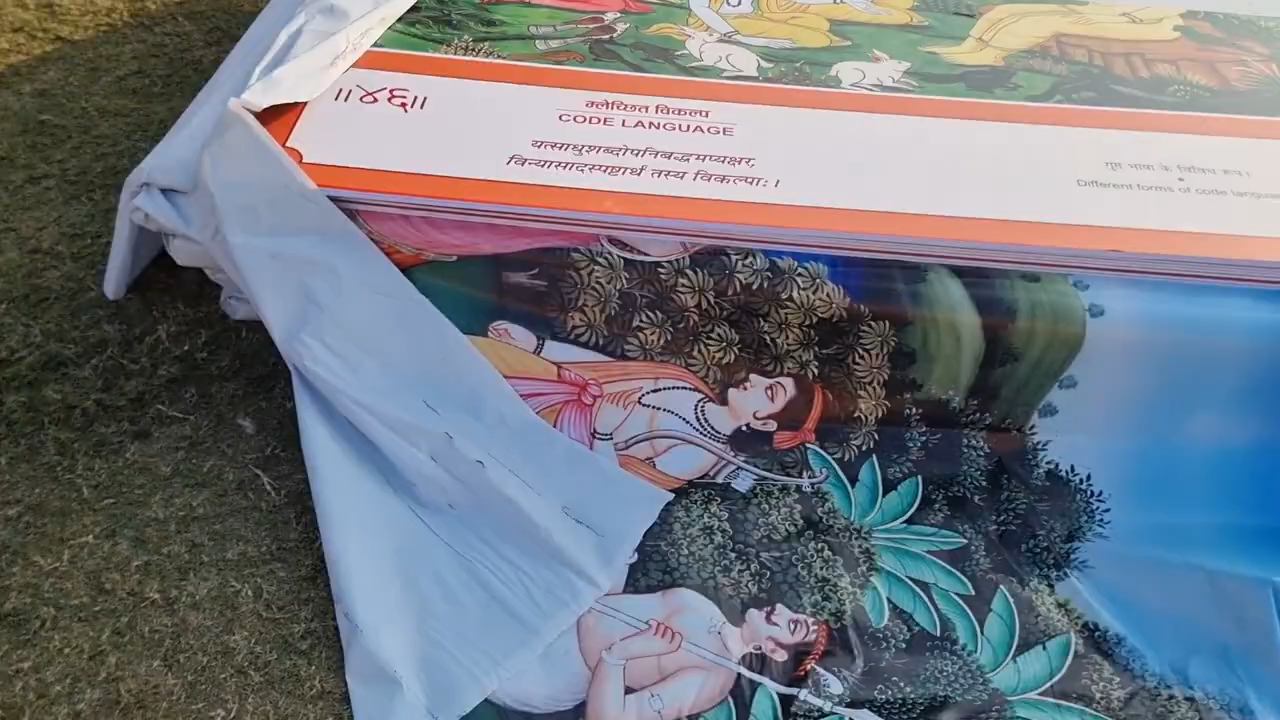 ॥४६॥
म्लेच्छित विकल्प
CODE LANGUAGE
यत्साधुशब्दोपनिबद्धमप्यक्षर,
विन्यासादस्पष्टार्थं तस्य विकल्पाः ।
गुप्त भाषा के विविध रूप।
Different forms of code langua